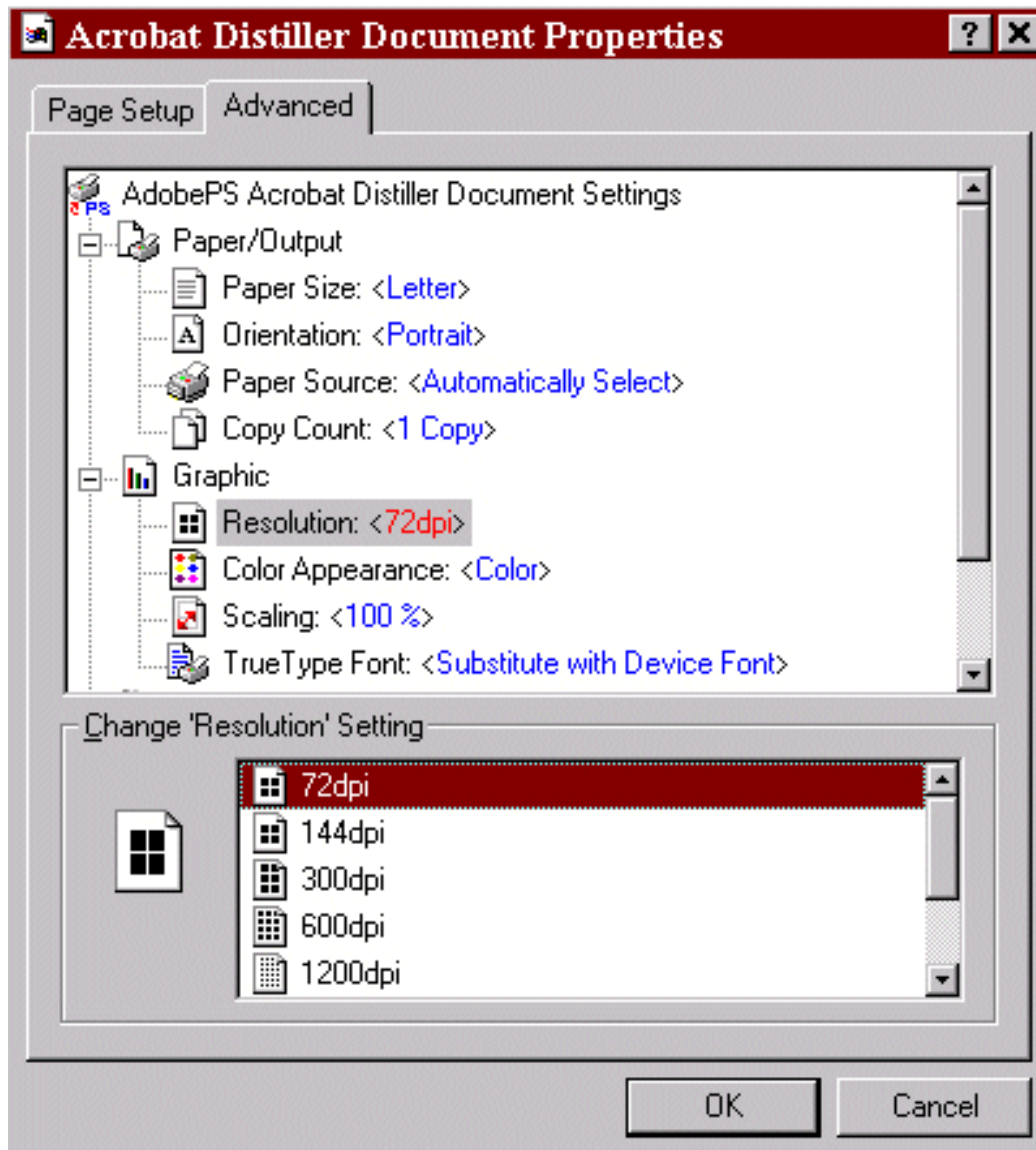 Acrobat Distiller Document Properties
Page Setup
Advanced
AdobePS Acrobat Distiller Document Settings
Paper/Output
Paper Size: <Letter>
Orientation: <Portrait>
Paper Source: <Automatically Select>
Copy Count: <1 Copy>
Graphic
Resolution: <72dpi>
Color Appearance: <Color>
Scaling: <100 %>
TrueType Font: <Substitute with Device Font>
Change 'Resolution' Setting
72dpi
144dpi
300dpi
600dpi
1200dpi
OK
Cancel